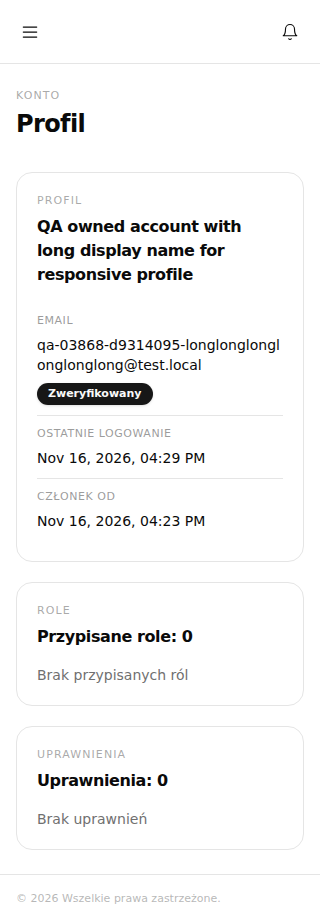 KONTO
Profil
PROFIL
QA owned account with
long display name for
responsive profile
EMAIL
qa-03868-d9314095-longlonglongl
onglonglong@test.local
Zweryfikowany
OSTATNIE LOGOWANIE
Nov 16, 2026, 04:29 PM
CZŁONEK OD
Nov 16, 2026, 04:23 PM
ROLE
Przypisane role: 0
Brak przypisanych ról
UPRAWNIENIA
Uprawnienia: 0
Brak uprawnień
© 2026 Wszelkie prawa zastrzeżone.